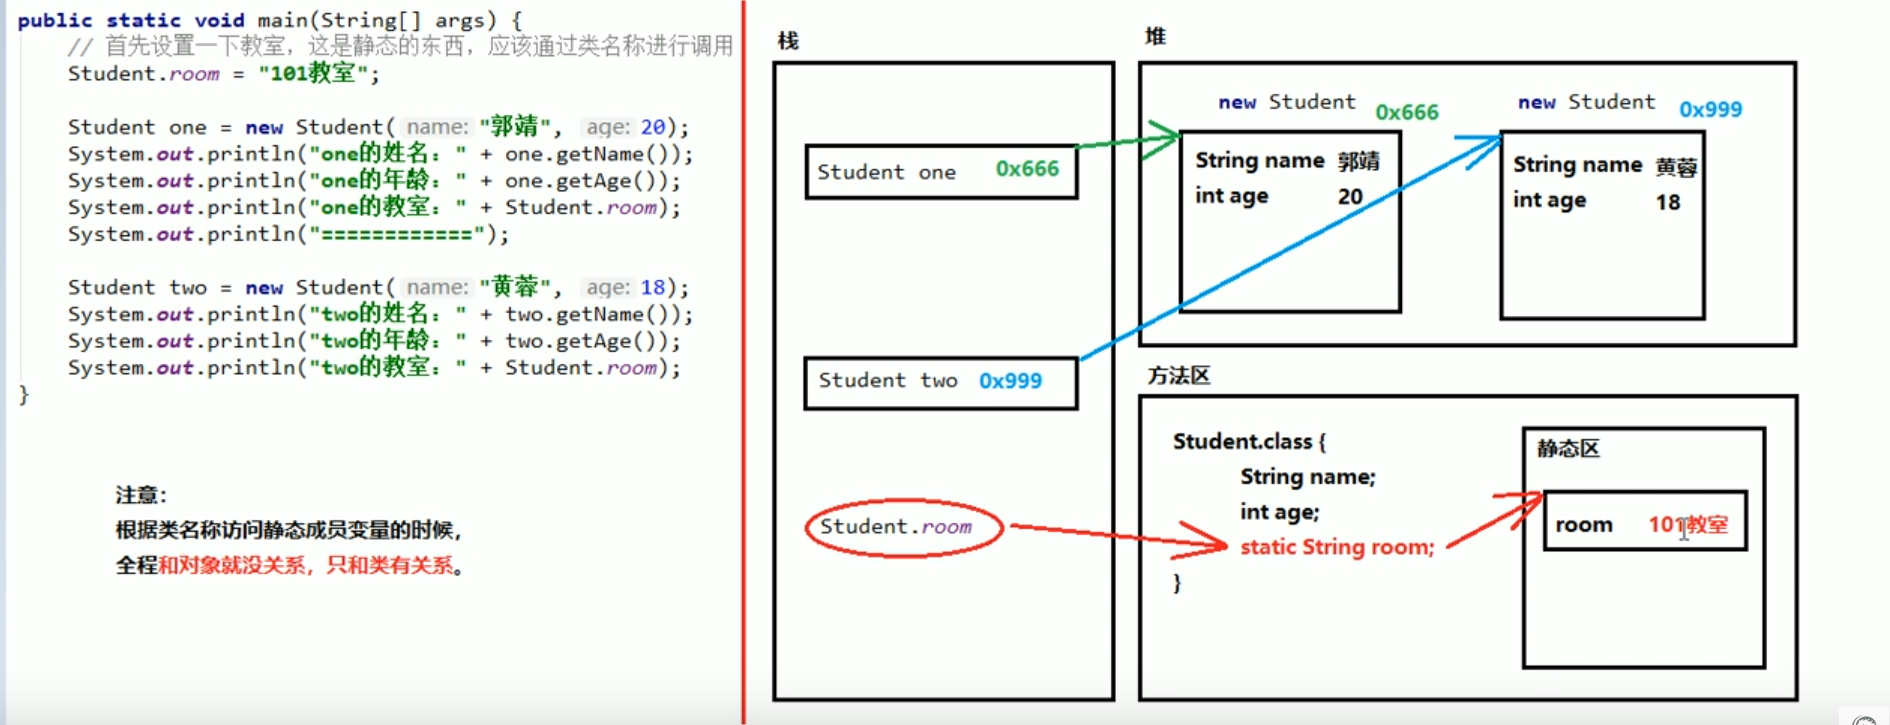 public static void main(String[] args) {
// 首先设置一下教室，这是静态的东西，应该通过类名称进行调用
Student.room = "101教室";
Student one = new Student( name: "郭靖", age: 20);
System.out.println("one的姓名：" + one.getName());
System.out.println("one的年龄：" + one.getAge());
System.out.println("one的教室：" + Student.room);
System.out.println("============");
Student two = new Student( name: "黄蓉", age: 18);
System.out.println("two的姓名：" + two.getName());
System.out.println("two的年龄：" + two.getAge());
System.out.println("two的教室：" + Student.room);
}
注意：
根据类名称访问静态成员变量的时候，
全程和对象就没关系，只和类有关系。
栈
Student one 0x666
Student two 0x999
Student.room
堆
new Student 0x666
String name 郭靖
int age 20
new Student 0x999
String name 黄蓉
int age 18
方法区
Student.class {
String name;
int age;
static String room;
}
静态区
room 101教室